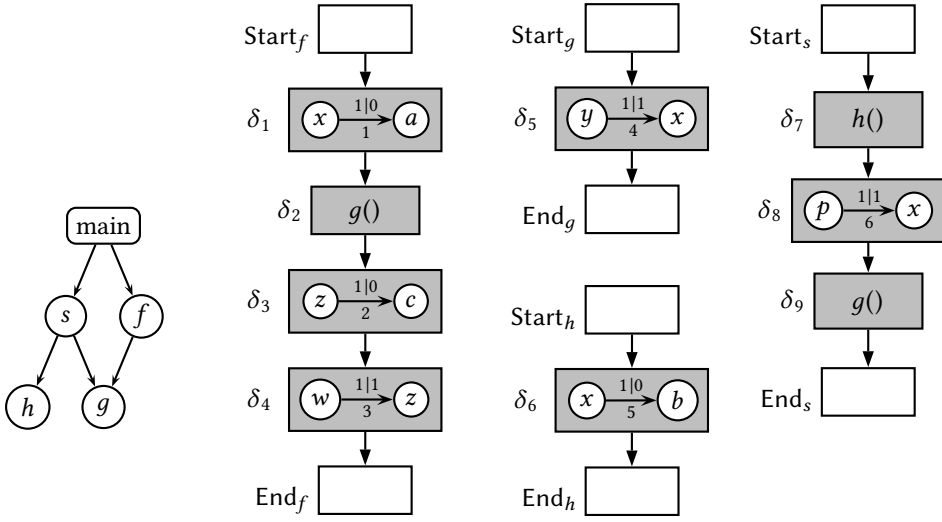 main
s f
h g
Start_f
δ₁ x 1|0 1 a
δ₂ g()
δ₃ z 1|0 2 c
δ₄ w 1|1 3 z
End_f
Start_g
δ₅ y 1|1 4 x
End_g
Start_h
δ₆ x 1|0 5 b
End_h
Start_s
δ₇ h()
δ₈ p 1|1 6 x
δ₉ g()
End_s